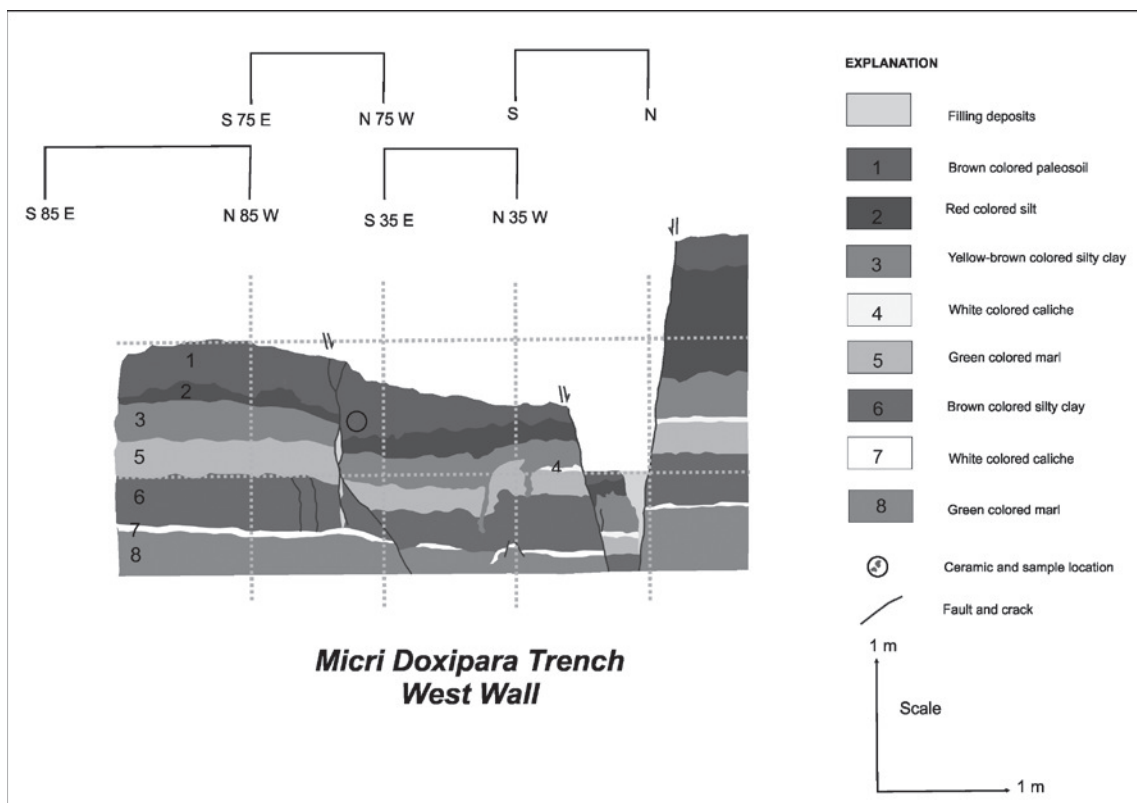 S 75 E
N 75 W
S
N
S 85 E
N 85 W
S 35 E
N 35 W
1
2
3
5
4
6
7
8
Micri Doxipara Trench
West Wall
EXPLANATION
Filling deposits
1 Brown colored paleosoil
2 Red colored silt
3 Yellow-brown colored silty clay
4 White colored caliche
5 Green colored marl
6 Brown colored silty clay
7 White colored caliche
8 Green colored marl
Ceramic and sample location
Fault and crack
1 m
Scale
1 m